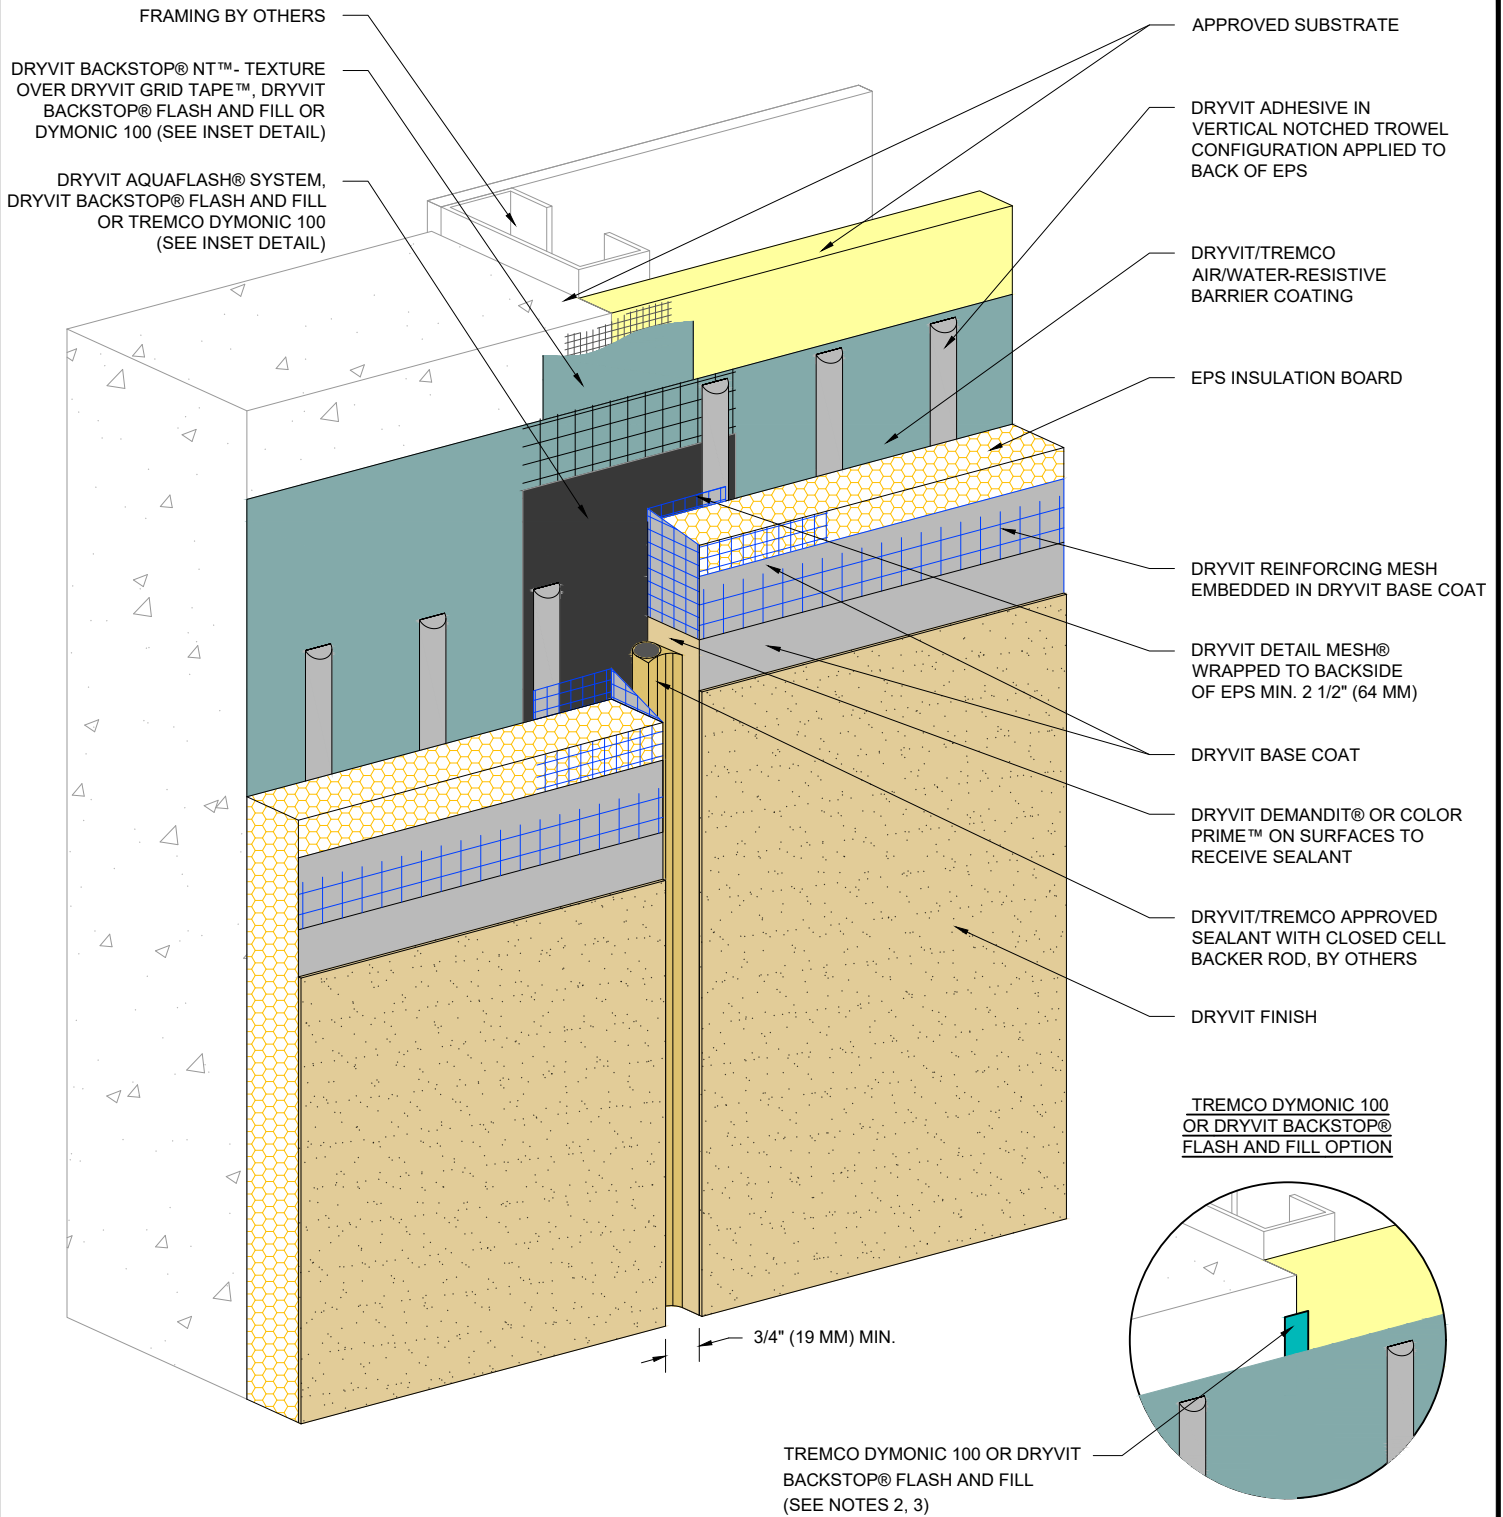 FRAMING BY OTHERS
DRYVIT BACKSTOP® NT™- TEXTURE
OVER DRYVIT GRID TAPE™, DRYVIT
BACKSTOP® FLASH AND FILL OR
DYMONIC 100 (SEE INSET DETAIL)
DRYVIT AQUAFLASH® SYSTEM,
DRYVIT BACKSTOP® FLASH AND FILL
OR TREMCO DYMONIC 100
(SEE INSET DETAIL)
APPROVED SUBSTRATE
DRYVIT ADHESIVE IN
VERTICAL NOTCHED TROWEL
CONFIGURATION APPLIED TO
BACK OF EPS
DRYVIT/TREMCO
AIR/WATER-RESISTIVE
BARRIER COATING
EPS INSULATION BOARD
DRYVIT REINFORCING MESH
EMBEDDED IN DRYVIT BASE COAT
DRYVIT DETAIL MESH®
WRAPPED TO BACKSIDE
OF EPS MIN. 2 1/2" (64 MM)
DRYVIT BASE COAT
DRYVIT DEMANDIT® OR COLOR
PRIME™ ON SURFACES TO
RECEIVE SEALANT
DRYVIT/TREMCO APPROVED
SEALANT WITH CLOSED CELL
BACKER ROD, BY OTHERS
DRYVIT FINISH
TREMCO DYMONIC 100
OR DRYVIT BACKSTOP®
FLASH AND FILL OPTION
3/4" (19 MM) MIN.
TREMCO DYMONIC 100 OR DRYVIT
BACKSTOP® FLASH AND FILL
(SEE NOTES 2, 3)